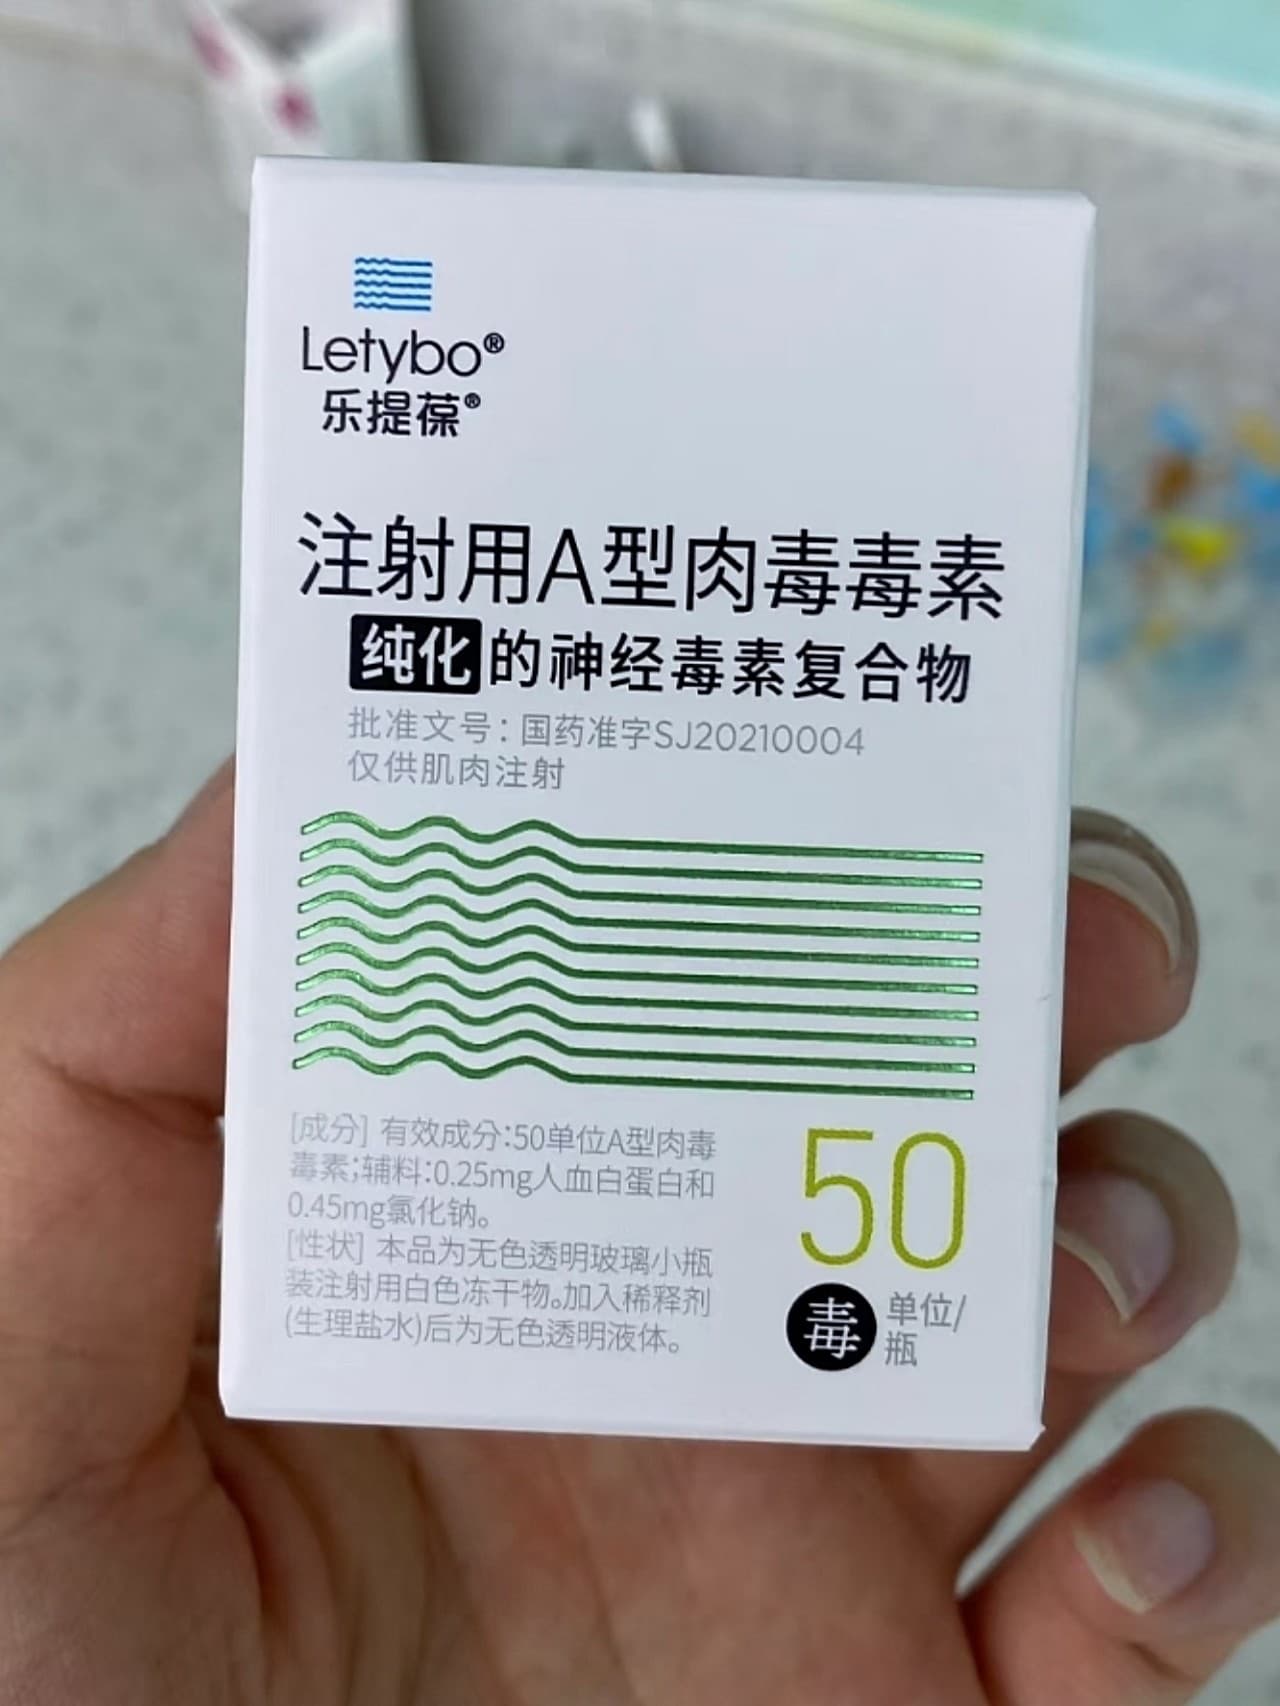 Letybo®
乐提葆®
注射用A型肉毒毒素
纯化的神经毒素复合物
批准文号：国药准字SJ20210004
仅供肌肉注射
[成分] 有效成分:50单位A型肉毒
毒素;辅料:0.25mg人血白蛋白和
0.45mg氯化钠。
[性状] 本品为无色透明玻璃小瓶
装注射用白色冻干物。加入稀释剂
(生理盐水)后为无色透明液体。
50
毒
单位/
瓶